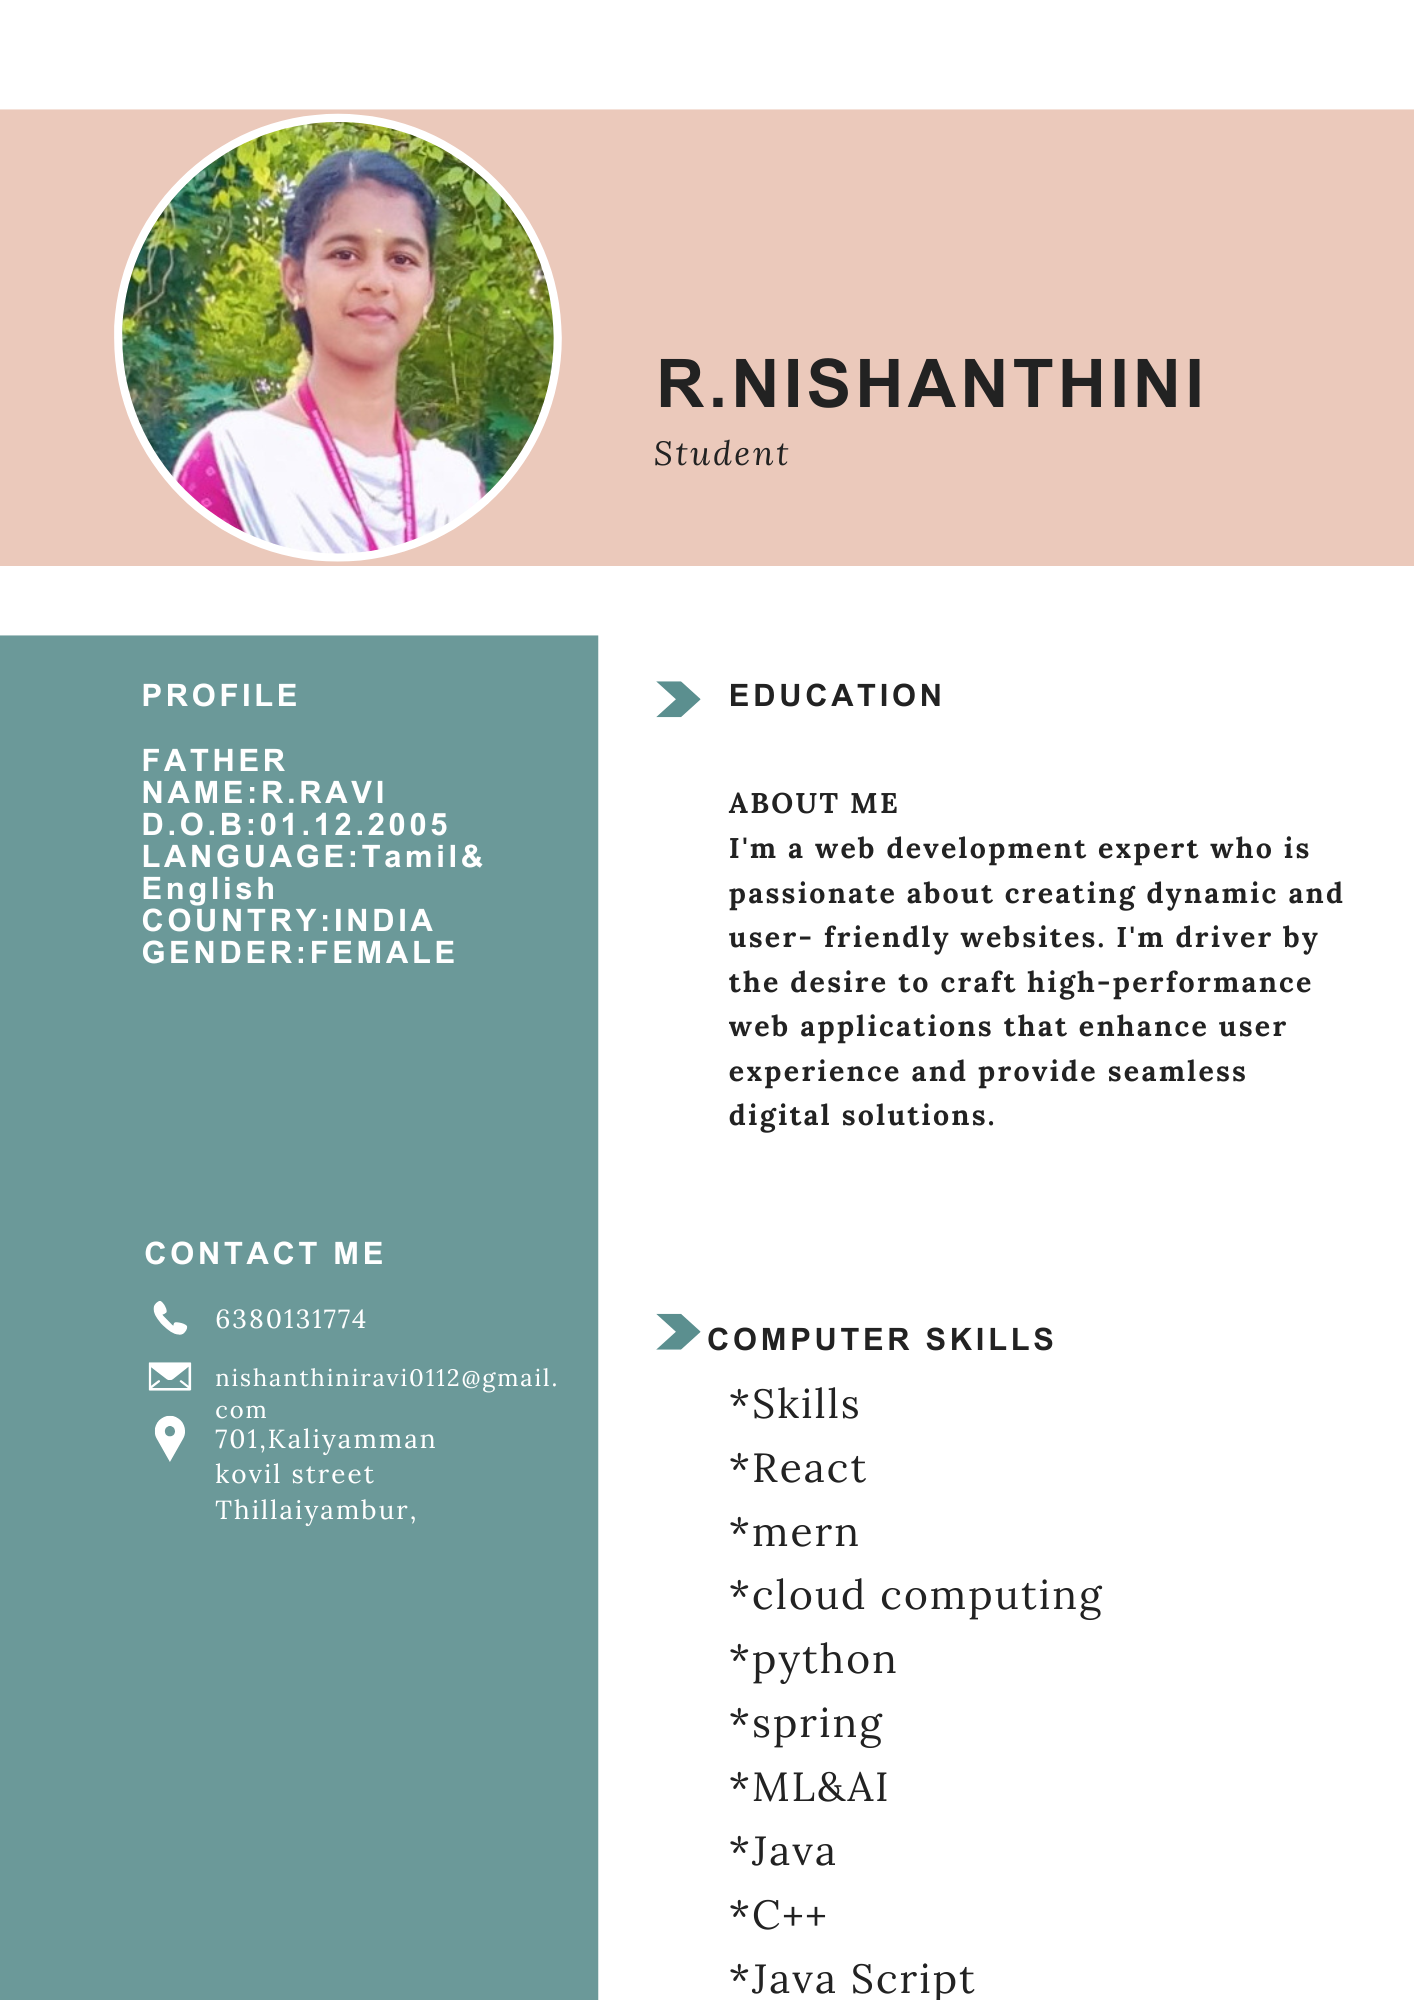 R.NISHANTHINI
Student
PROFILE
FATHER
NAME:R.RAVI
D.O.B:01.12.2005
LANGUAGE:Tamil&
English
COUNTRY:INDIA
GENDER:FEMALE
CONTACT ME
6380131774
nishanthiniravi0112@gmail.
com
701,Kaliyamman
kovil street
Thillaiyambur,
EDUCATION
ABOUT ME
I'm a web development expert who is
passionate about creating dynamic and
user- friendly websites. I'm driver by
the desire to craft high-performance
web applications that enhance user
experience and provide seamless
digital solutions.
COMPUTER SKILLS
*Skills
*React
*mern
*cloud computing
*python
*spring
*ML&AI
*Java
*C++
*Java Script